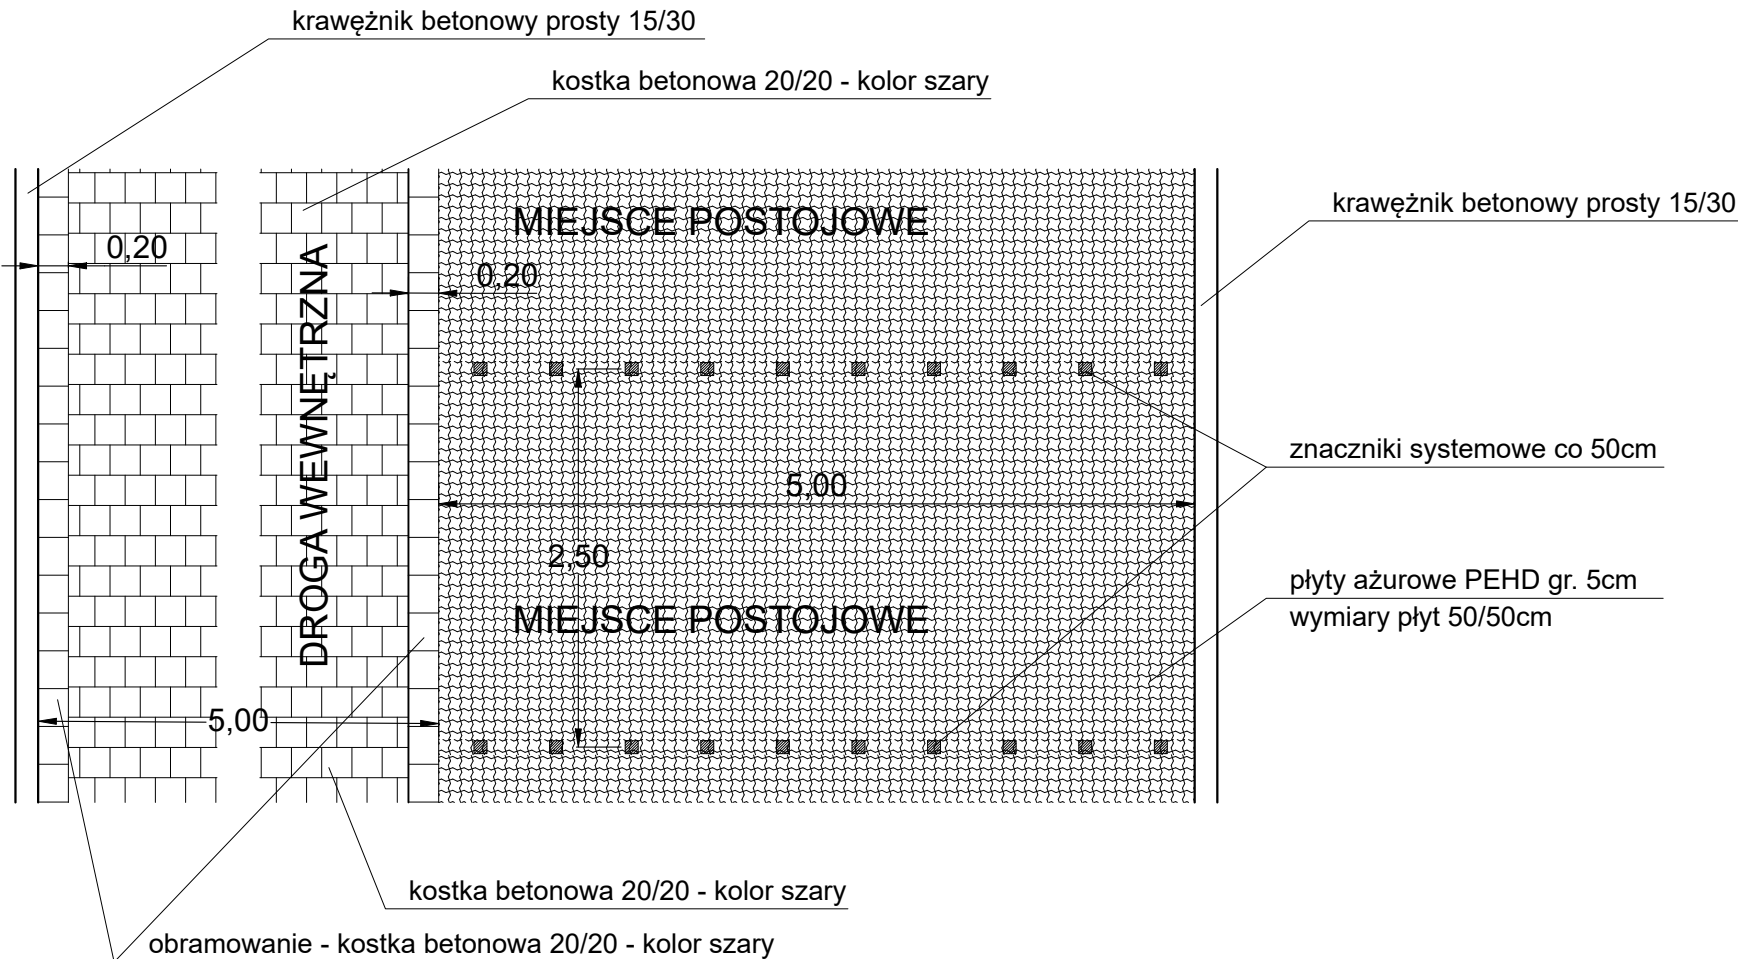 krawężnik betonowy prosty 15/30
kostka betonowa 20/20 - kolor szary
krawężnik betonowy prosty 15/30
MIEJSCE POSTOJOWE
0,20
0,20
DROGA WEWNĘTRZNA
znaczniki systemowe co 50cm
5,00
2,50
płyty ażurowe PEHD gr. 5cm
wymiary płyt 50/50cm
MIEJSCE POSTOJOWE
5,00
kostka betonowa 20/20 - kolor szary
obramowanie - kostka betonowa 20/20 - kolor szary